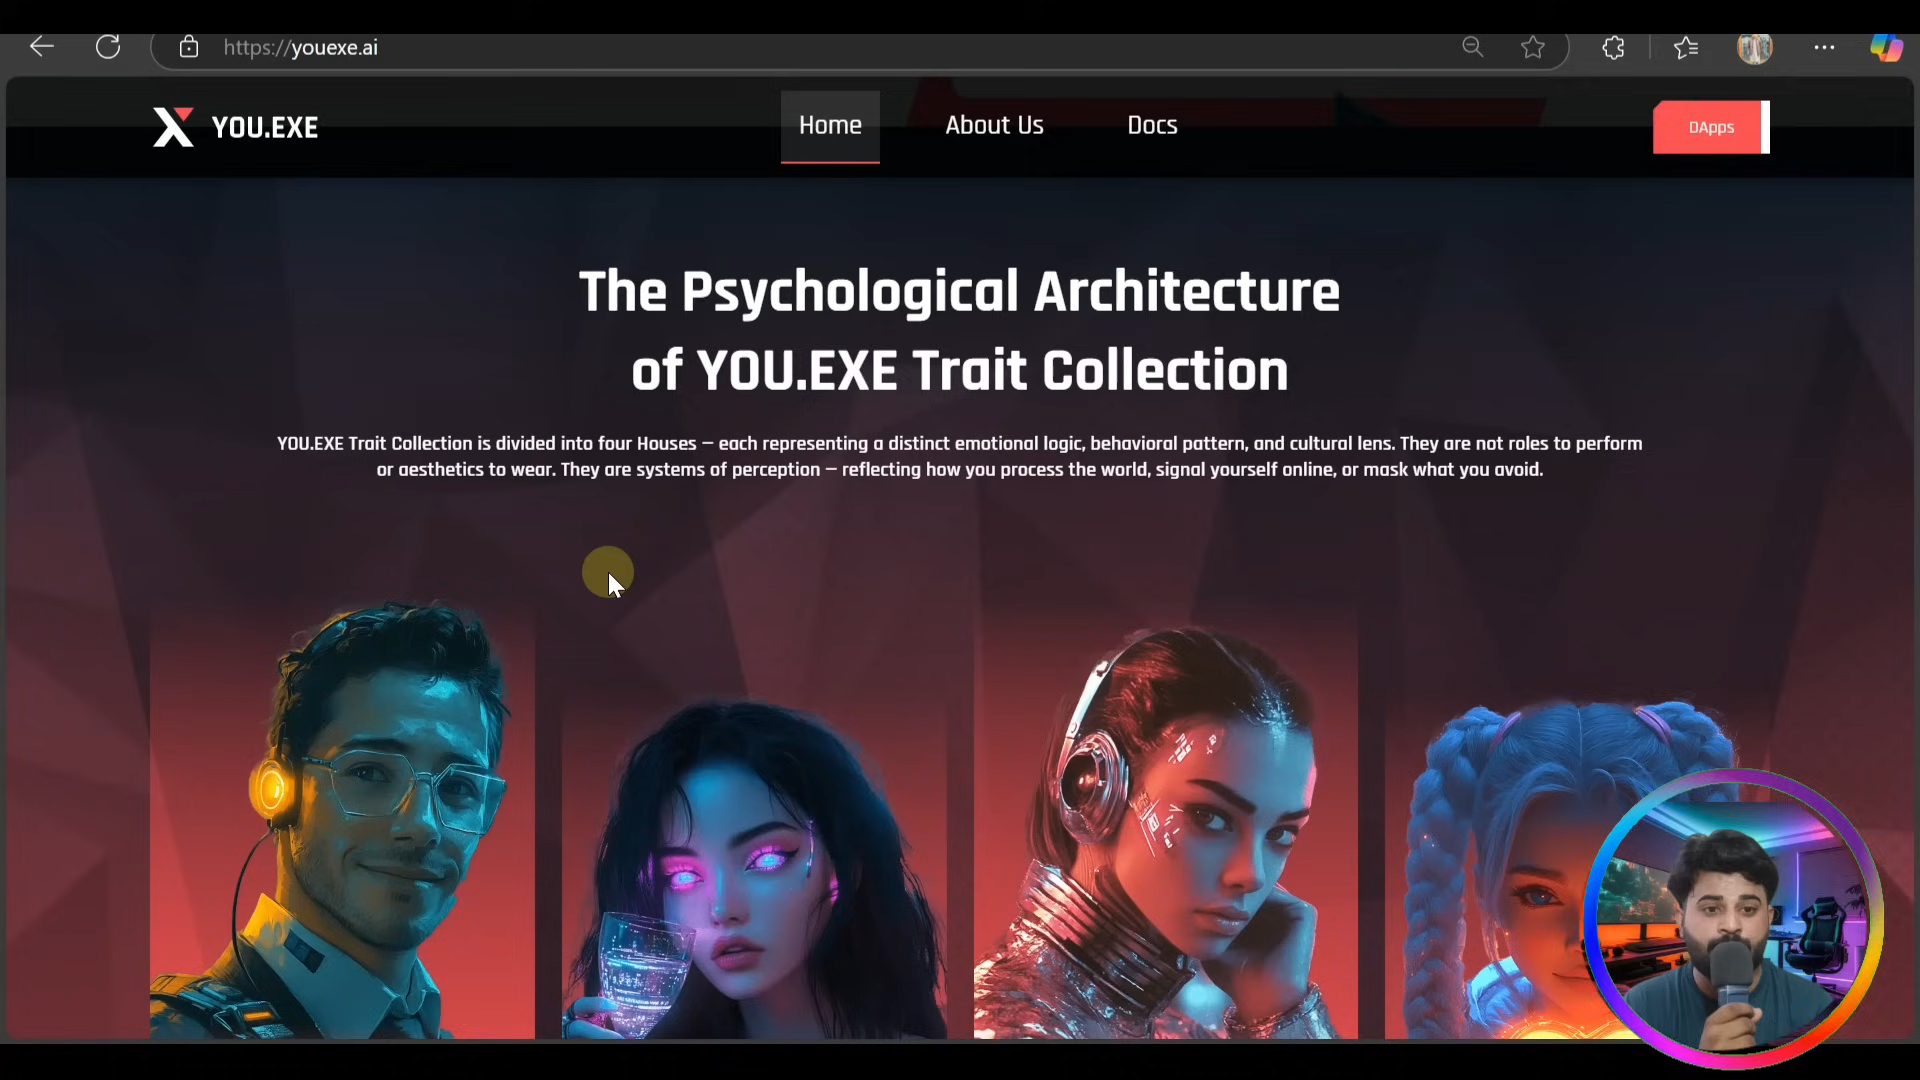 https://youexe.ai
YOU.EXE
Home
About Us
Docs
DApps
The Psychological Architecture
of YOU.EXE Trait Collection
YOU.EXE Trait Collection is divided into four Houses — each representing a distinct emotional logic, behavioral pattern, and cultural lens. They are not roles to perform
or aesthetics to wear. They are systems of perception — reflecting how you process the world, signal yourself online, or mask what you avoid.